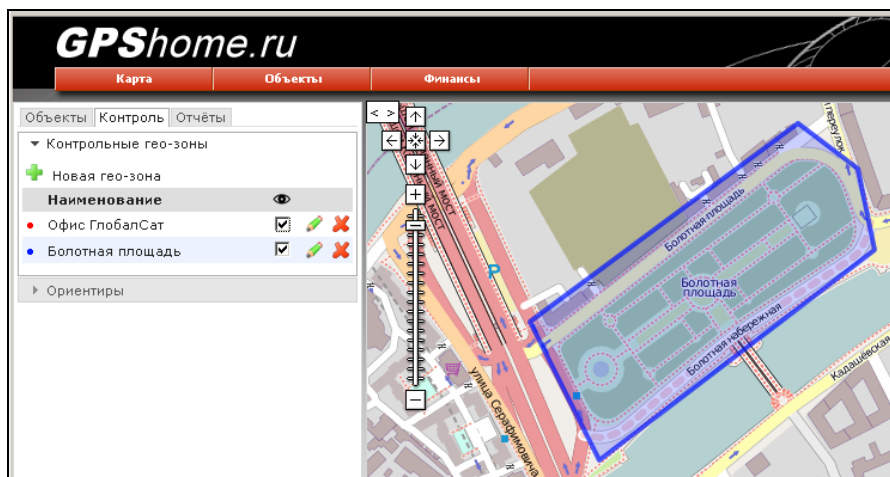 GPShome.ru
Карта Объекты Финансы
Объекты Контроль Отчёты
Контрольные гео-зоны
Новая гео-зона
Наименование
Офис ГлобалСат
Болотная площадь
Ориентиры
< >
переулок
Болотная площадь
P
Болотная
площадь
Болотная набережная
Кадашёвская
улица Серафимовича